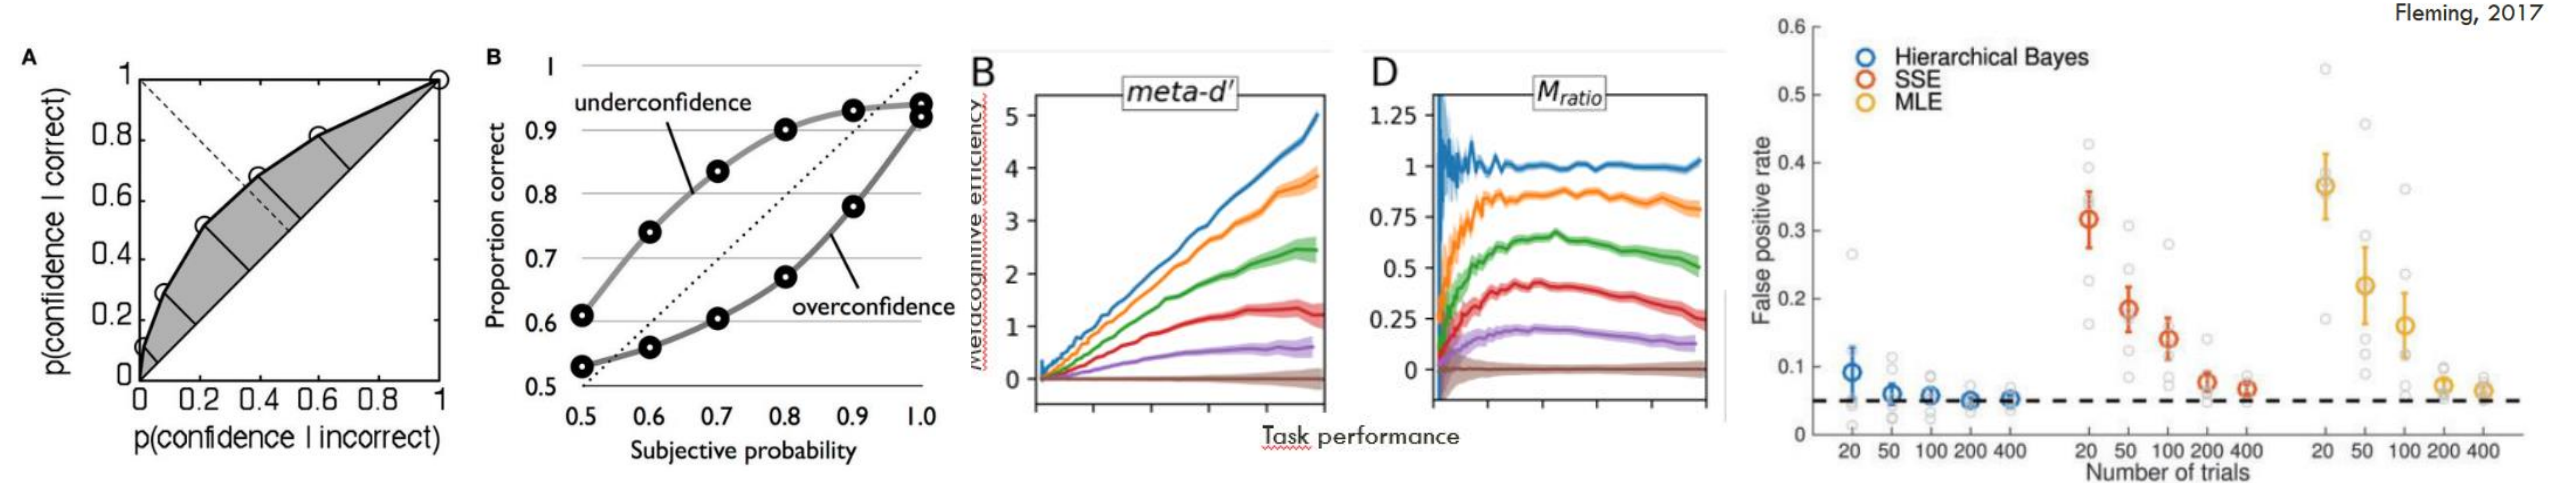 Fleming, 2017
A
1
0.8
0.6
0.4
0.2
0
0 0.2 0.4 0.6 0.8 1
p(confidence | correct)
p(confidence | incorrect)
B
1
0.9
0.8
0.7
0.6
0.5
0.5 0.6 0.7 0.8 0.9 1.0
Proportion correct
Subjective probability
underconfidence
overconfidence
B
meta-d'
Metacognitive efficiency
5
4
3
2
1
0
D
Mratio
1.25
1
0.75
0.5
0.25
0
Task performance
Hierarchical Bayes
SSE
MLE
False positive rate
0.6
0.5
0.4
0.3
0.2
0.1
0
20 50 100 200 400 20 50 100 200 400 20 50 100 200 400
Number of trials